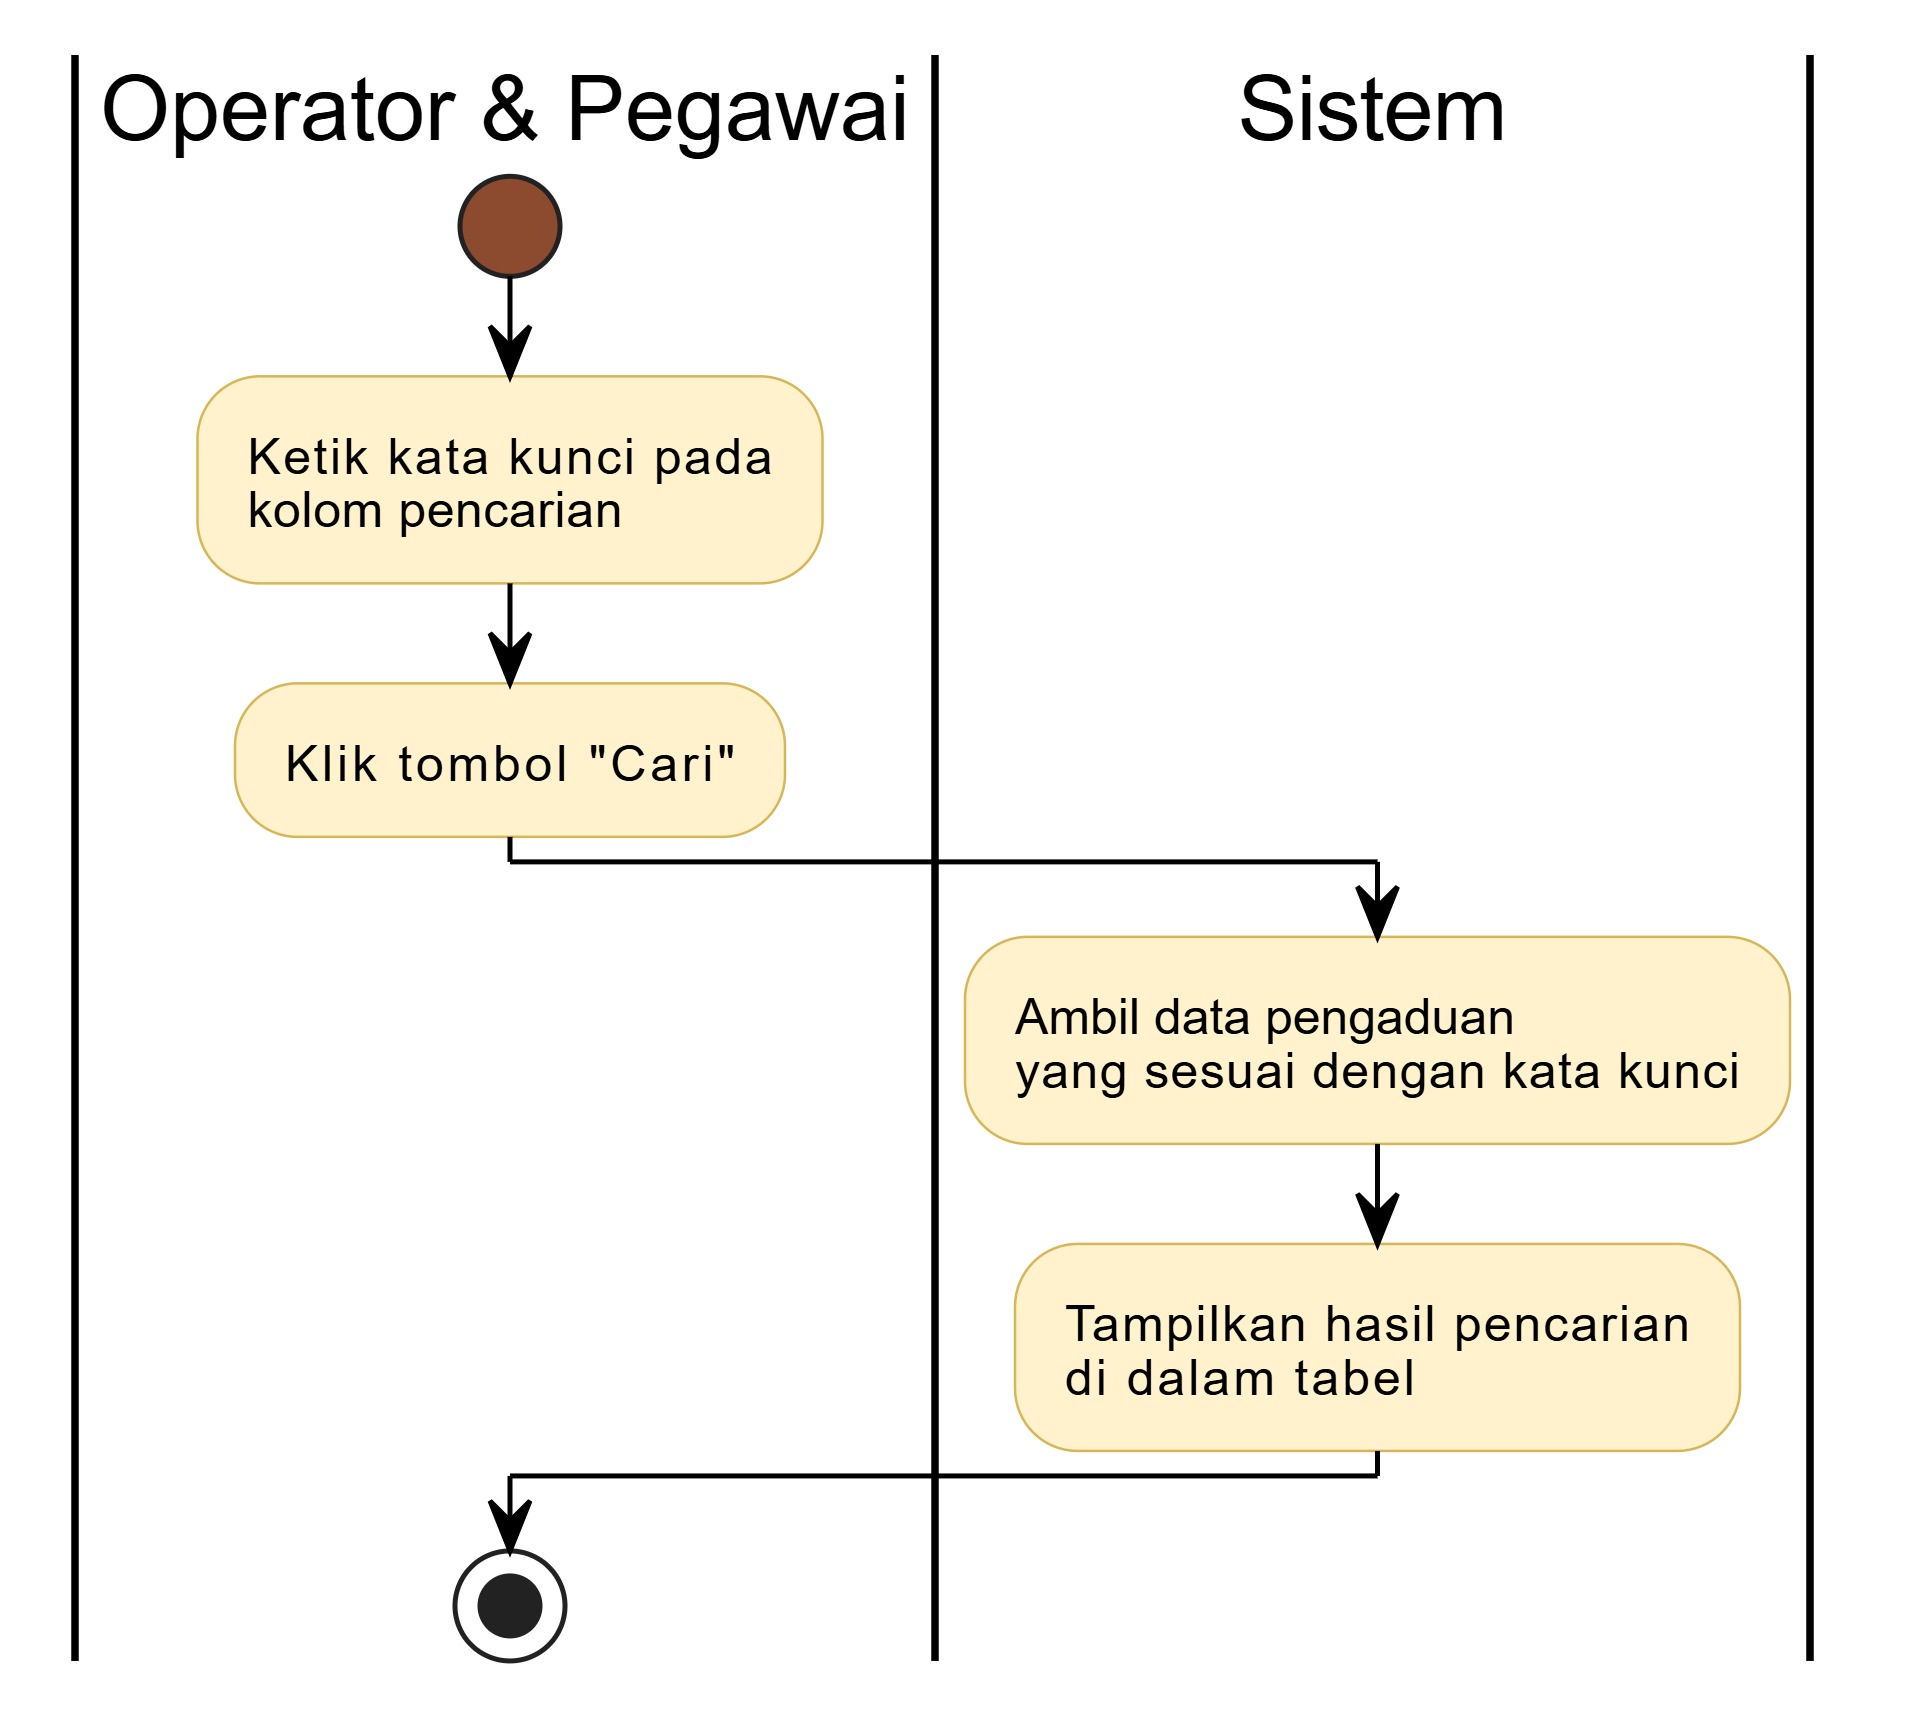 Operator & Pegawai
Sistem
Ketik kata kunci pada
kolom pencarian
Klik tombol "Cari"
Ambil data pengaduan
yang sesuai dengan kata kunci
Tampilkan hasil pencarian
di dalam tabel